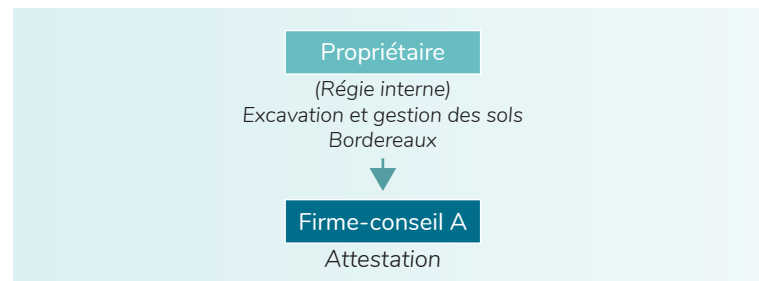 Propriétaire
(Régie interne)
Excavation et gestion des sols
Bordereaux
Firme-conseil A
Attestation